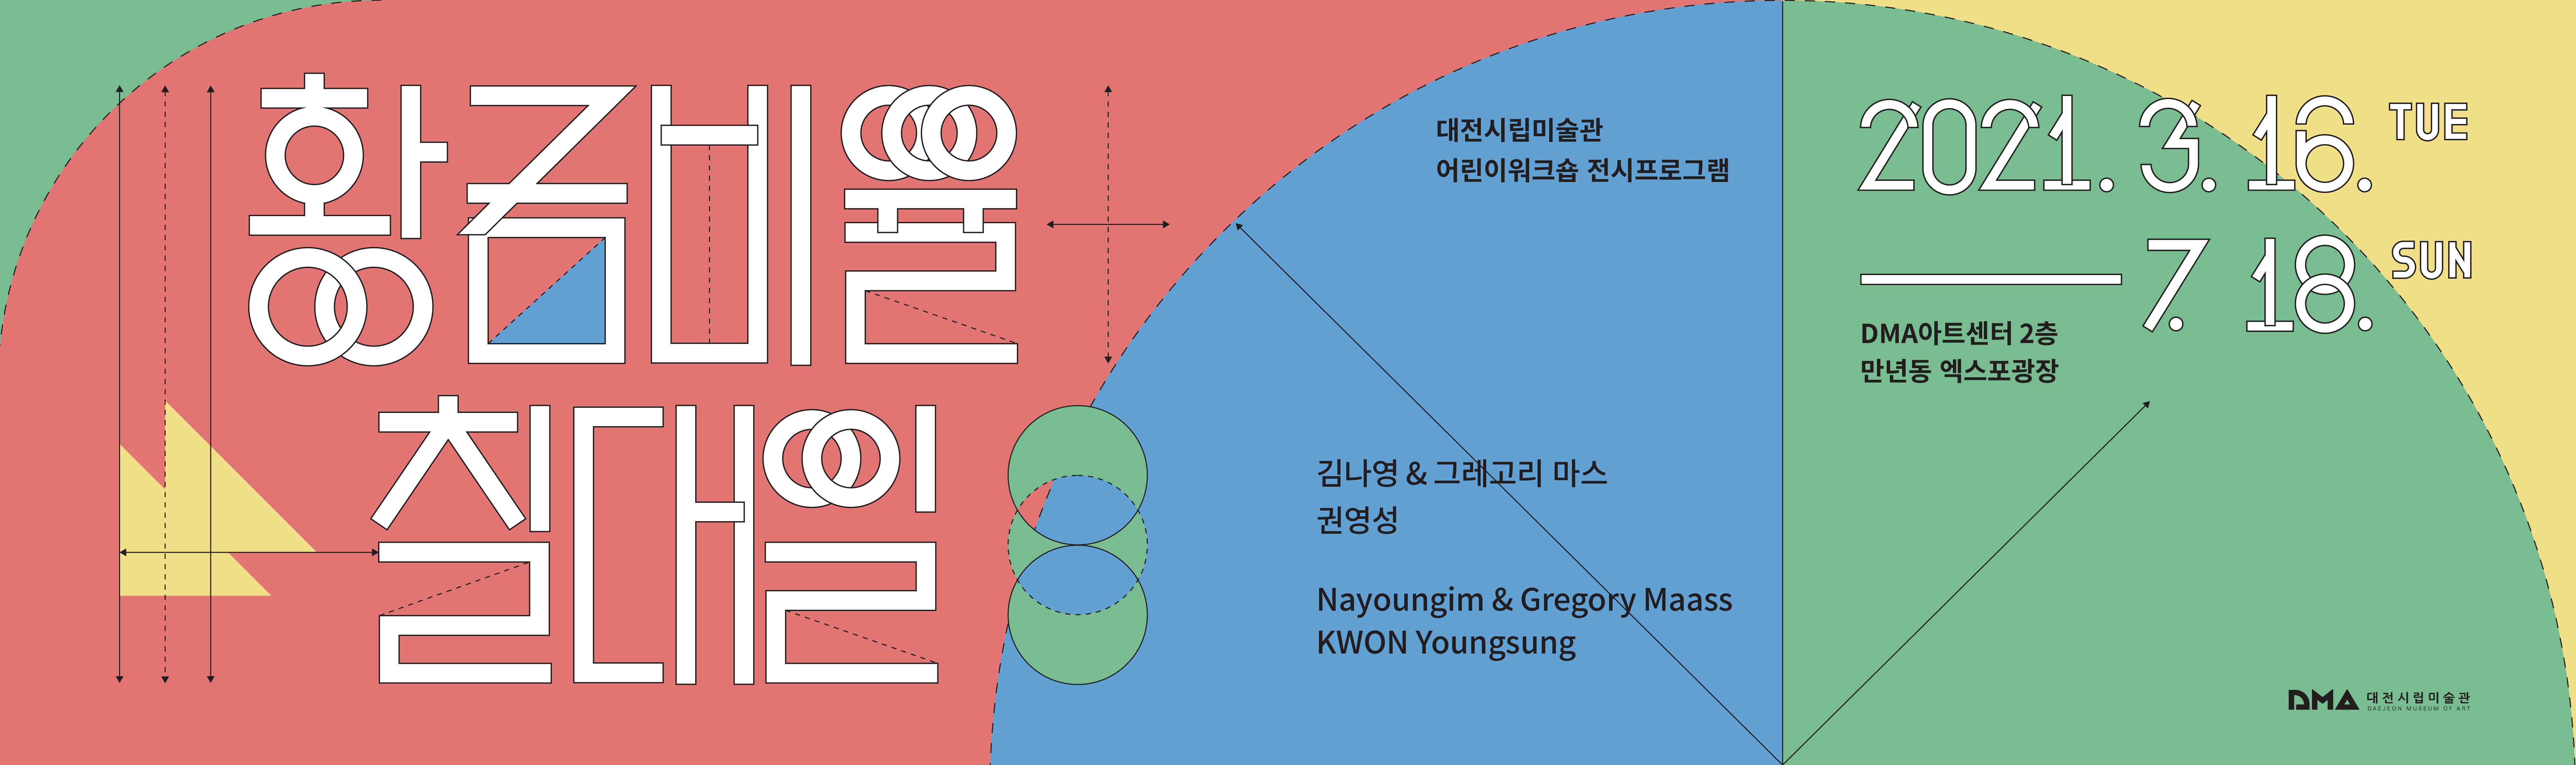 황금비율
칠대일
대전시립미술관
어린이워크숍 전시프로그램
김나영 & 그레고리 마스
권영성
Nayoungim & Gregory Maass
KWON Youngsung
2021. 3. 16. TUE
7. 18. SUN
DMA아트센터 2층
만년동 엑스포광장
DMA 대전시립미술관
DAEJEON MUSEUM OF ART